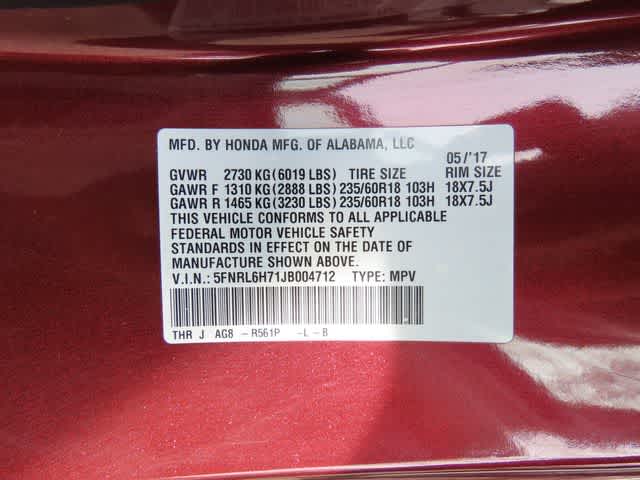 MFD. BY HONDA MFG. OF ALABAMA, LLC
05/'17
GVWR 2730 KG(6019 LBS) TIRE SIZE RIM SIZE
GAWR F 1310 KG(2888 LBS) 235/60R18 103H 18X7.5J
GAWR R 1465 KG(3230 LBS) 235/60R18 103H 18X7.5J
THIS VEHICLE CONFORMS TO ALL APPLICABLE
FEDERAL MOTOR VEHICLE SAFETY
STANDARDS IN EFFECT ON THE DATE OF
MANUFACTURE SHOWN ABOVE.
V.I.N.: 5FNRL6H71JB004712 TYPE: MPV
THR J AG8 - R561P -L-B